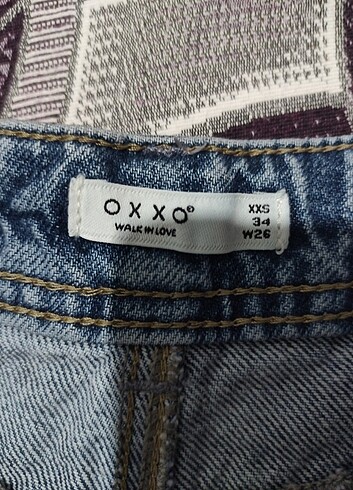 OXXO®
WALK IN LOVE
XXS
34
W26